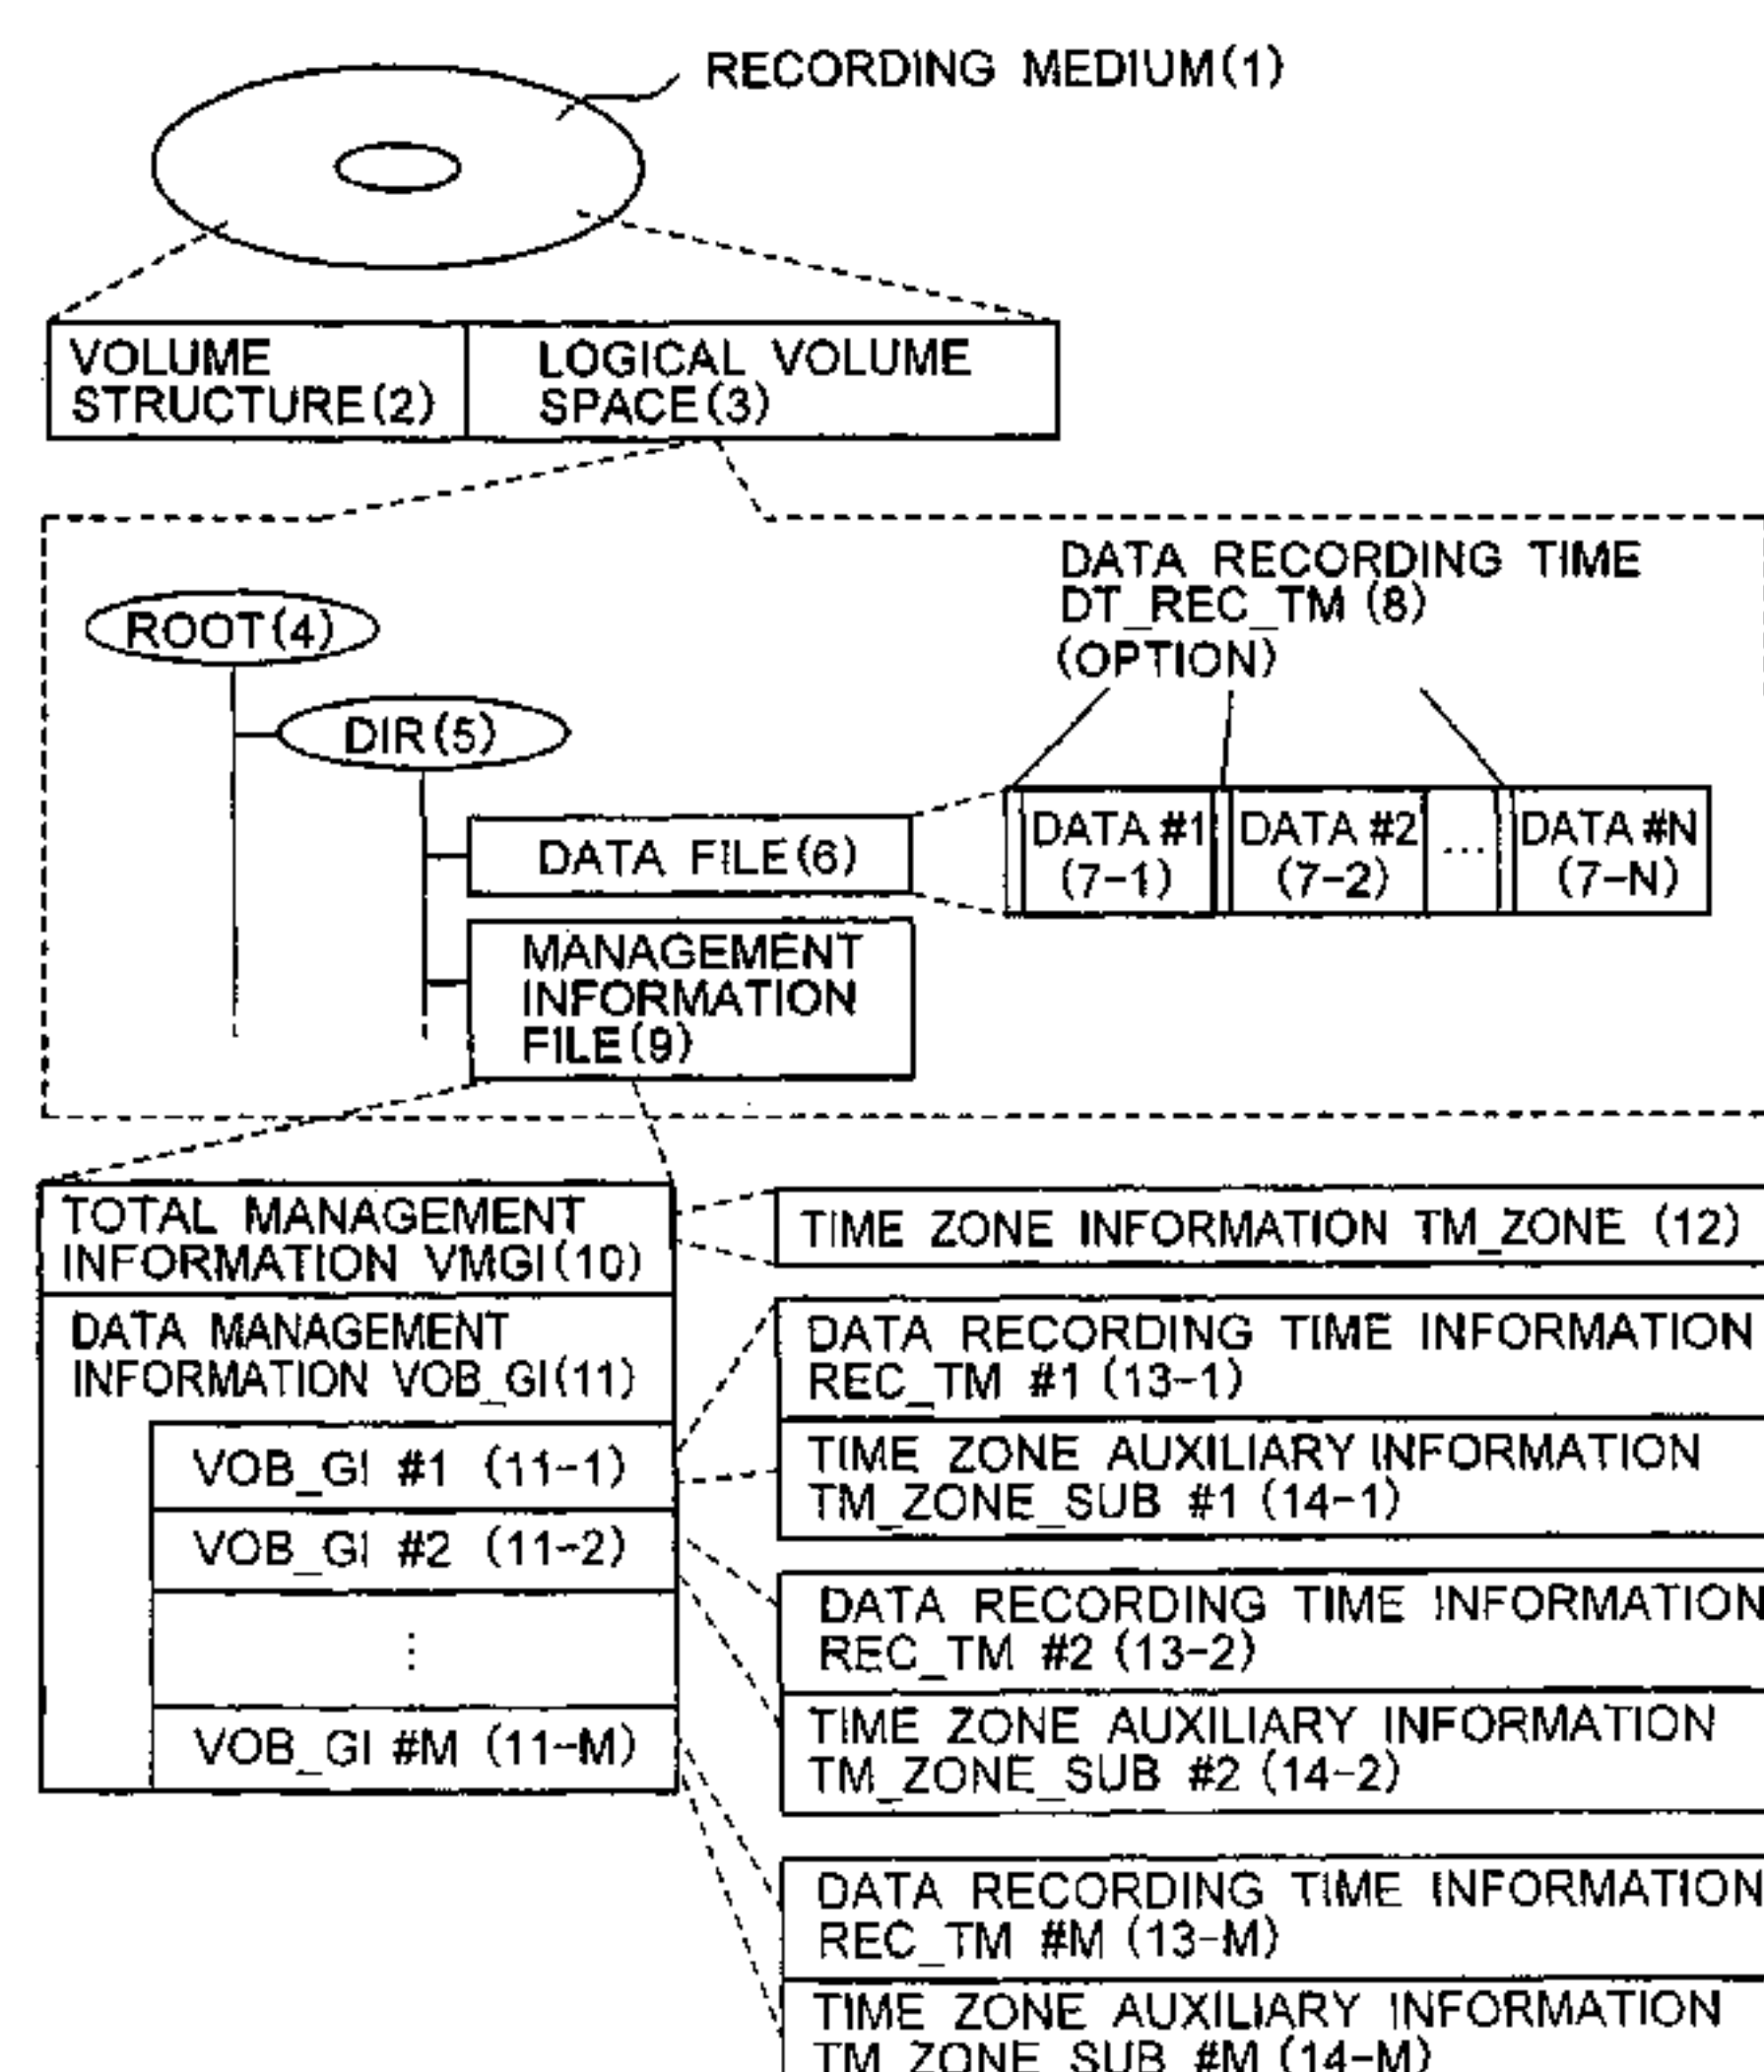 RECORDING MEDIUM(1)
VOLUME
STRUCTURE(2)
LOGICAL VOLUME
SPACE(3)
DATA RECORDING TIME
DT_REC_TM (8)
(OPTION)
ROOT(4)
DIR(5)
DATA FILE(6)
DATA #1
(7-1)
DATA #2
(7-2)
...
DATA #N
(7-N)
MANAGEMENT
INFORMATION
FILE(9)
TOTAL MANAGEMENT
INFORMATION VMGI(10)
TIME ZONE INFORMATION TM_ZONE (12)
DATA MANAGEMENT
INFORMATION VOB_GI(11)
VOB_GI #1 (11-1)
VOB_GI #2 (11-2)
⋮
VOB_GI #M (11-M)
DATA RECORDING TIME INFORMATION
REC_TM #1 (13-1)
TIME ZONE AUXILIARY INFORMATION
TM_ZONE_SUB #1 (14-1)
DATA RECORDING TIME INFORMATION
REC_TM #2 (13-2)
TIME ZONE AUXILIARY INFORMATION
TM_ZONE_SUB #2 (14-2)
DATA RECORDING TIME INFORMATION
REC_TM #M (13-M)
TIME ZONE AUXILIARY INFORMATION
TM_ZONE_SUB #M (14-M)